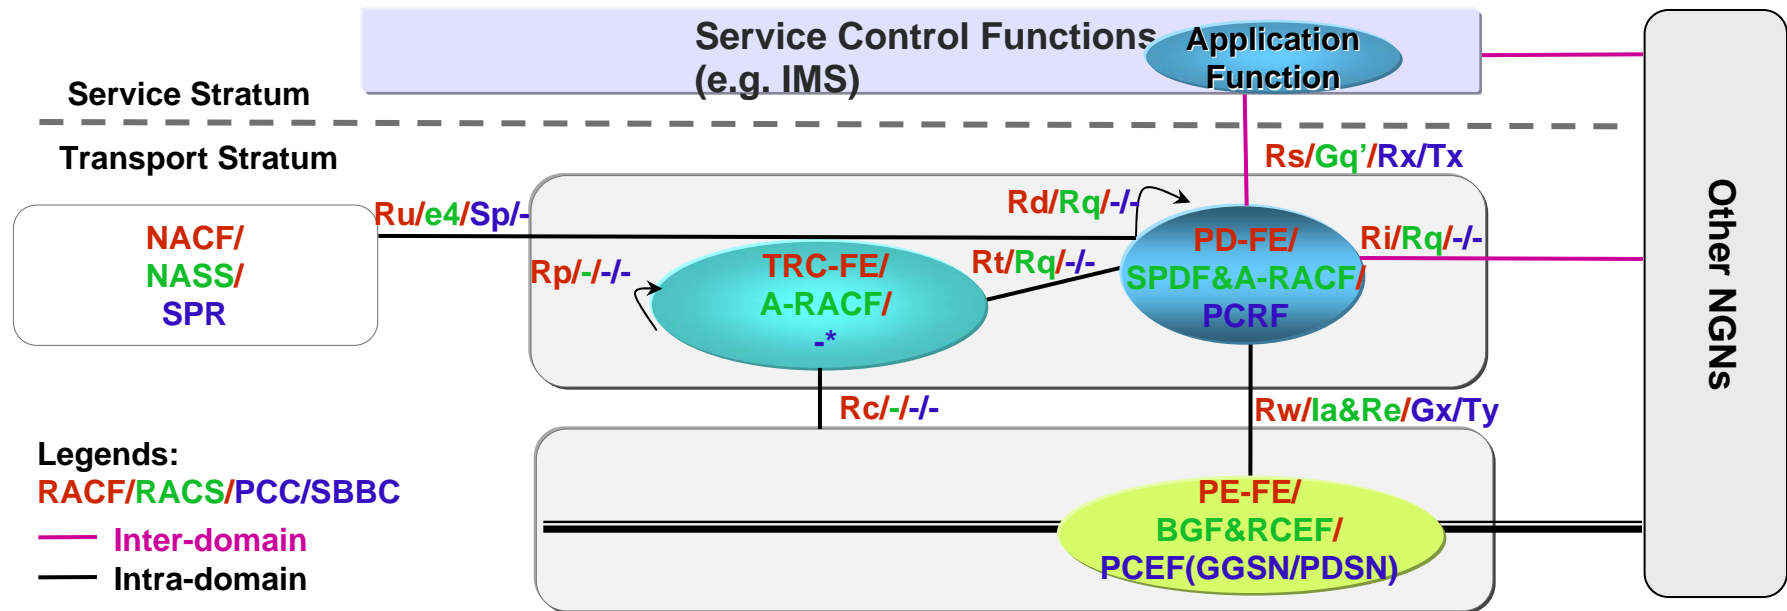 Service Control Functions
(e.g. IMS)
Application
Function
Service Stratum
Transport Stratum
Rs/Gq’/Rx/Tx
Ru/e4/Sp/-
Rd/Rq/-/-
NACF/
NASS/
SPR
Rp/-/-/-
TRC-FE/
A-RACF/
-*
Rt/Rq/-/-
PD-FE/
SPDF&A-RACF/
PCRF
Ri/Rq/-/-
Other NGNs
Rc/-/-/-
Rw/Ia&Re/Gx/Ty
Legends:
RACF/RACS/PCC/SBBC
Inter-domain
Intra-domain
PE-FE/
BGF&RCEF/
PCEF(GGSN/PDSN)